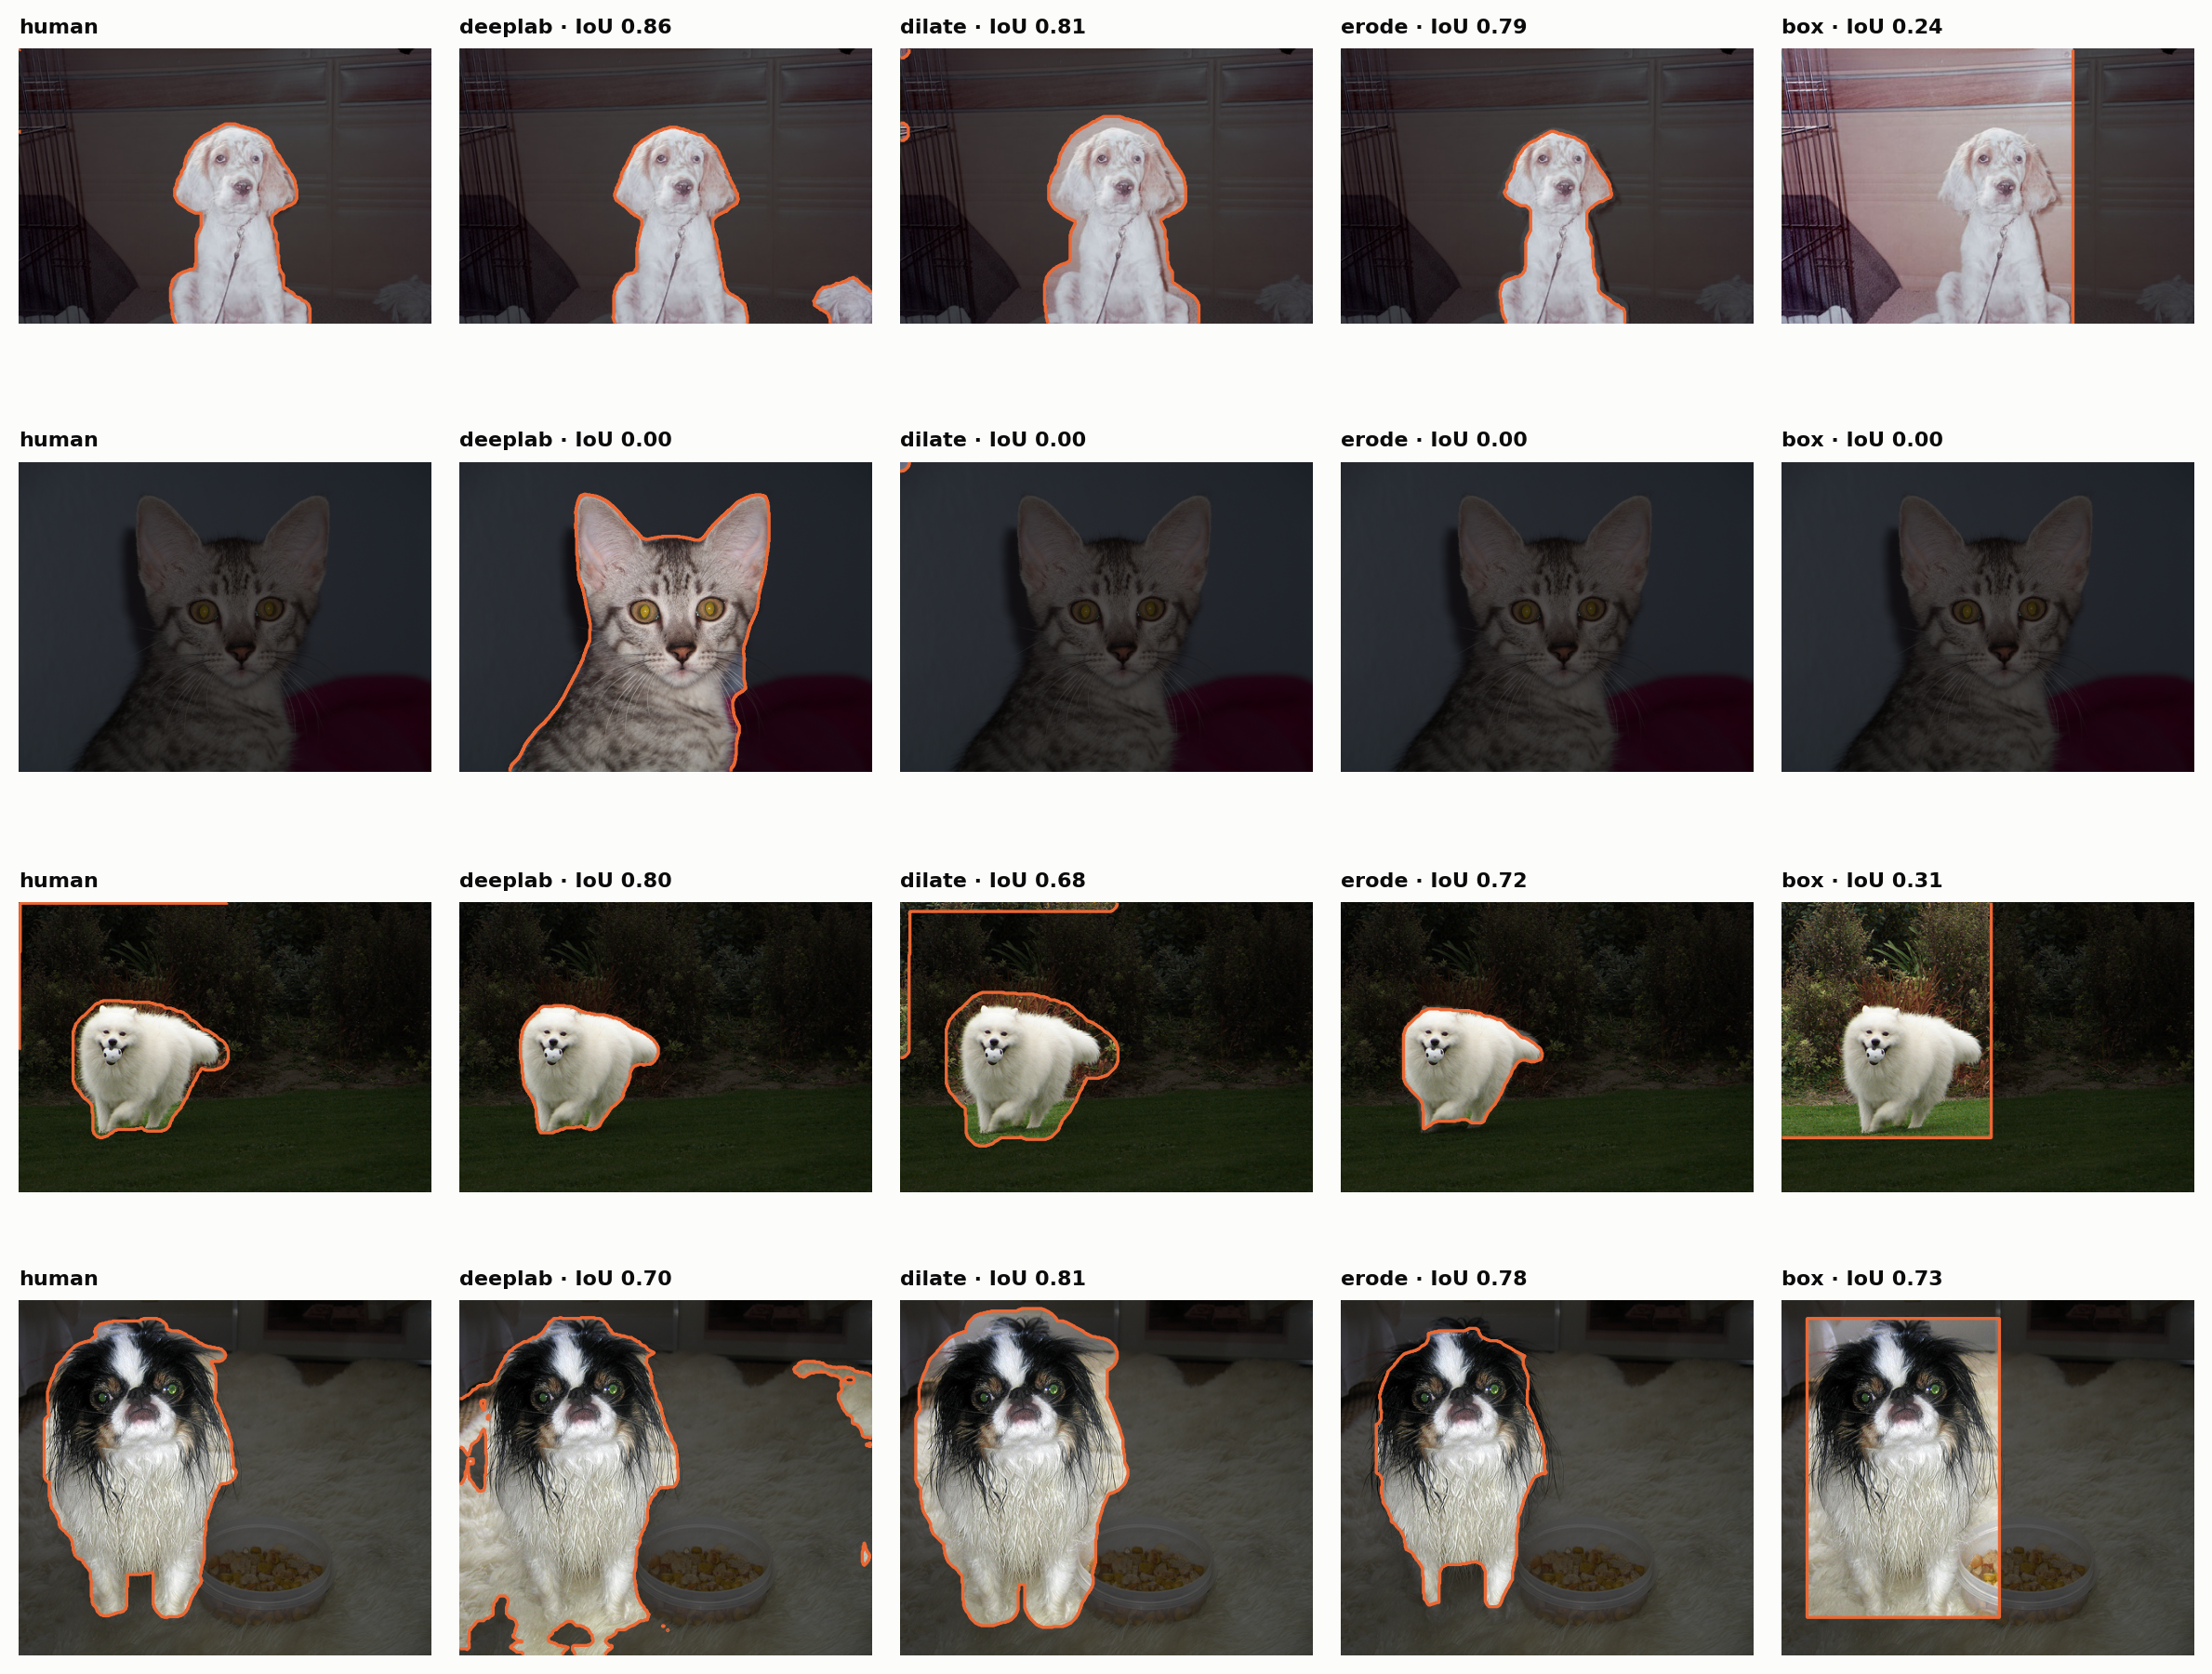 human
deeplab · IoU 0.86
dilate · IoU 0.81
erode · IoU 0.79
box · IoU 0.24
human
deeplab · IoU 0.00
dilate · IoU 0.00
erode · IoU 0.00
box · IoU 0.00
human
deeplab · IoU 0.80
dilate · IoU 0.68
erode · IoU 0.72
box · IoU 0.31
human
deeplab · IoU 0.70
dilate · IoU 0.81
erode · IoU 0.78
box · IoU 0.73